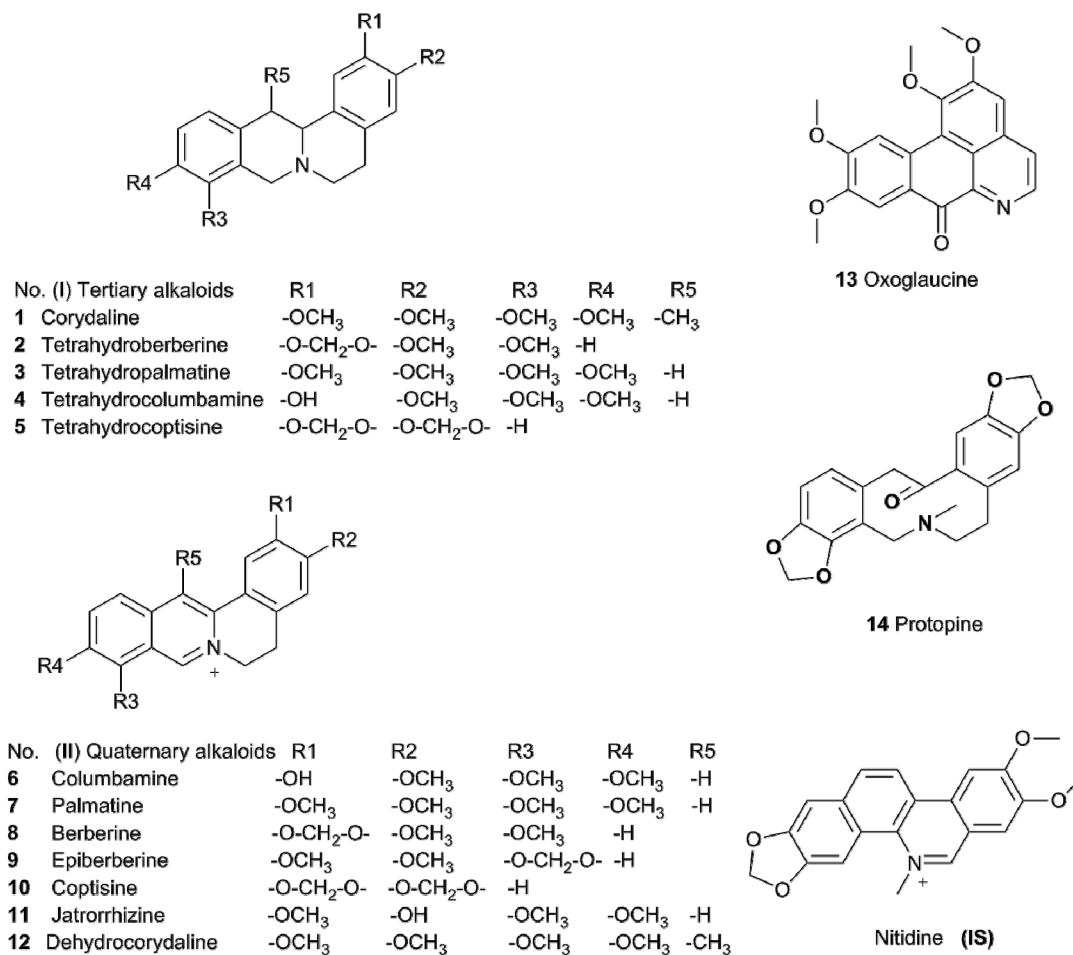 R1
R2
R5
N
R4
R3
No. (I) Tertiary alkaloids R1 R2 R3 R4 R5
1 Corydaline -OCH3 -OCH3 -OCH3 -OCH3 -CH3
2 Tetrahydroberberine -O-CH2-O- -OCH3 -OCH3 -H
3 Tetrahydropalmatine -OCH3 -OCH3 -OCH3 -OCH3 -H
4 Tetrahydrocolumbamine -OH -OCH3 -OCH3 -OCH3 -H
5 Tetrahydrocoptisine -O-CH2-O- -O-CH2-O- -H
R1
R2
R5
N
+
R4
R3
No. (II) Quaternary alkaloids R1 R2 R3 R4 R5
6 Columbamine -OH -OCH3 -OCH3 -OCH3 -H
7 Palmatine -OCH3 -OCH3 -OCH3 -OCH3 -H
8 Berberine -O-CH2-O- -OCH3 -OCH3 -H
9 Epiberberine -OCH3 -OCH3 -O-CH2-O- -H
10 Coptisine -O-CH2-O- -O-CH2-O- -H
11 Jatrorrhizine -OCH3 -OH -OCH3 -OCH3 -H
12 Dehydrocorydaline -OCH3 -OCH3 -OCH3 -OCH3 -CH3
O
O
O
O
N
O
13 Oxoglaucine
O
O
O
N
O
O
14 Protopine
O
O
O
N
+
O
Nitidine (IS)